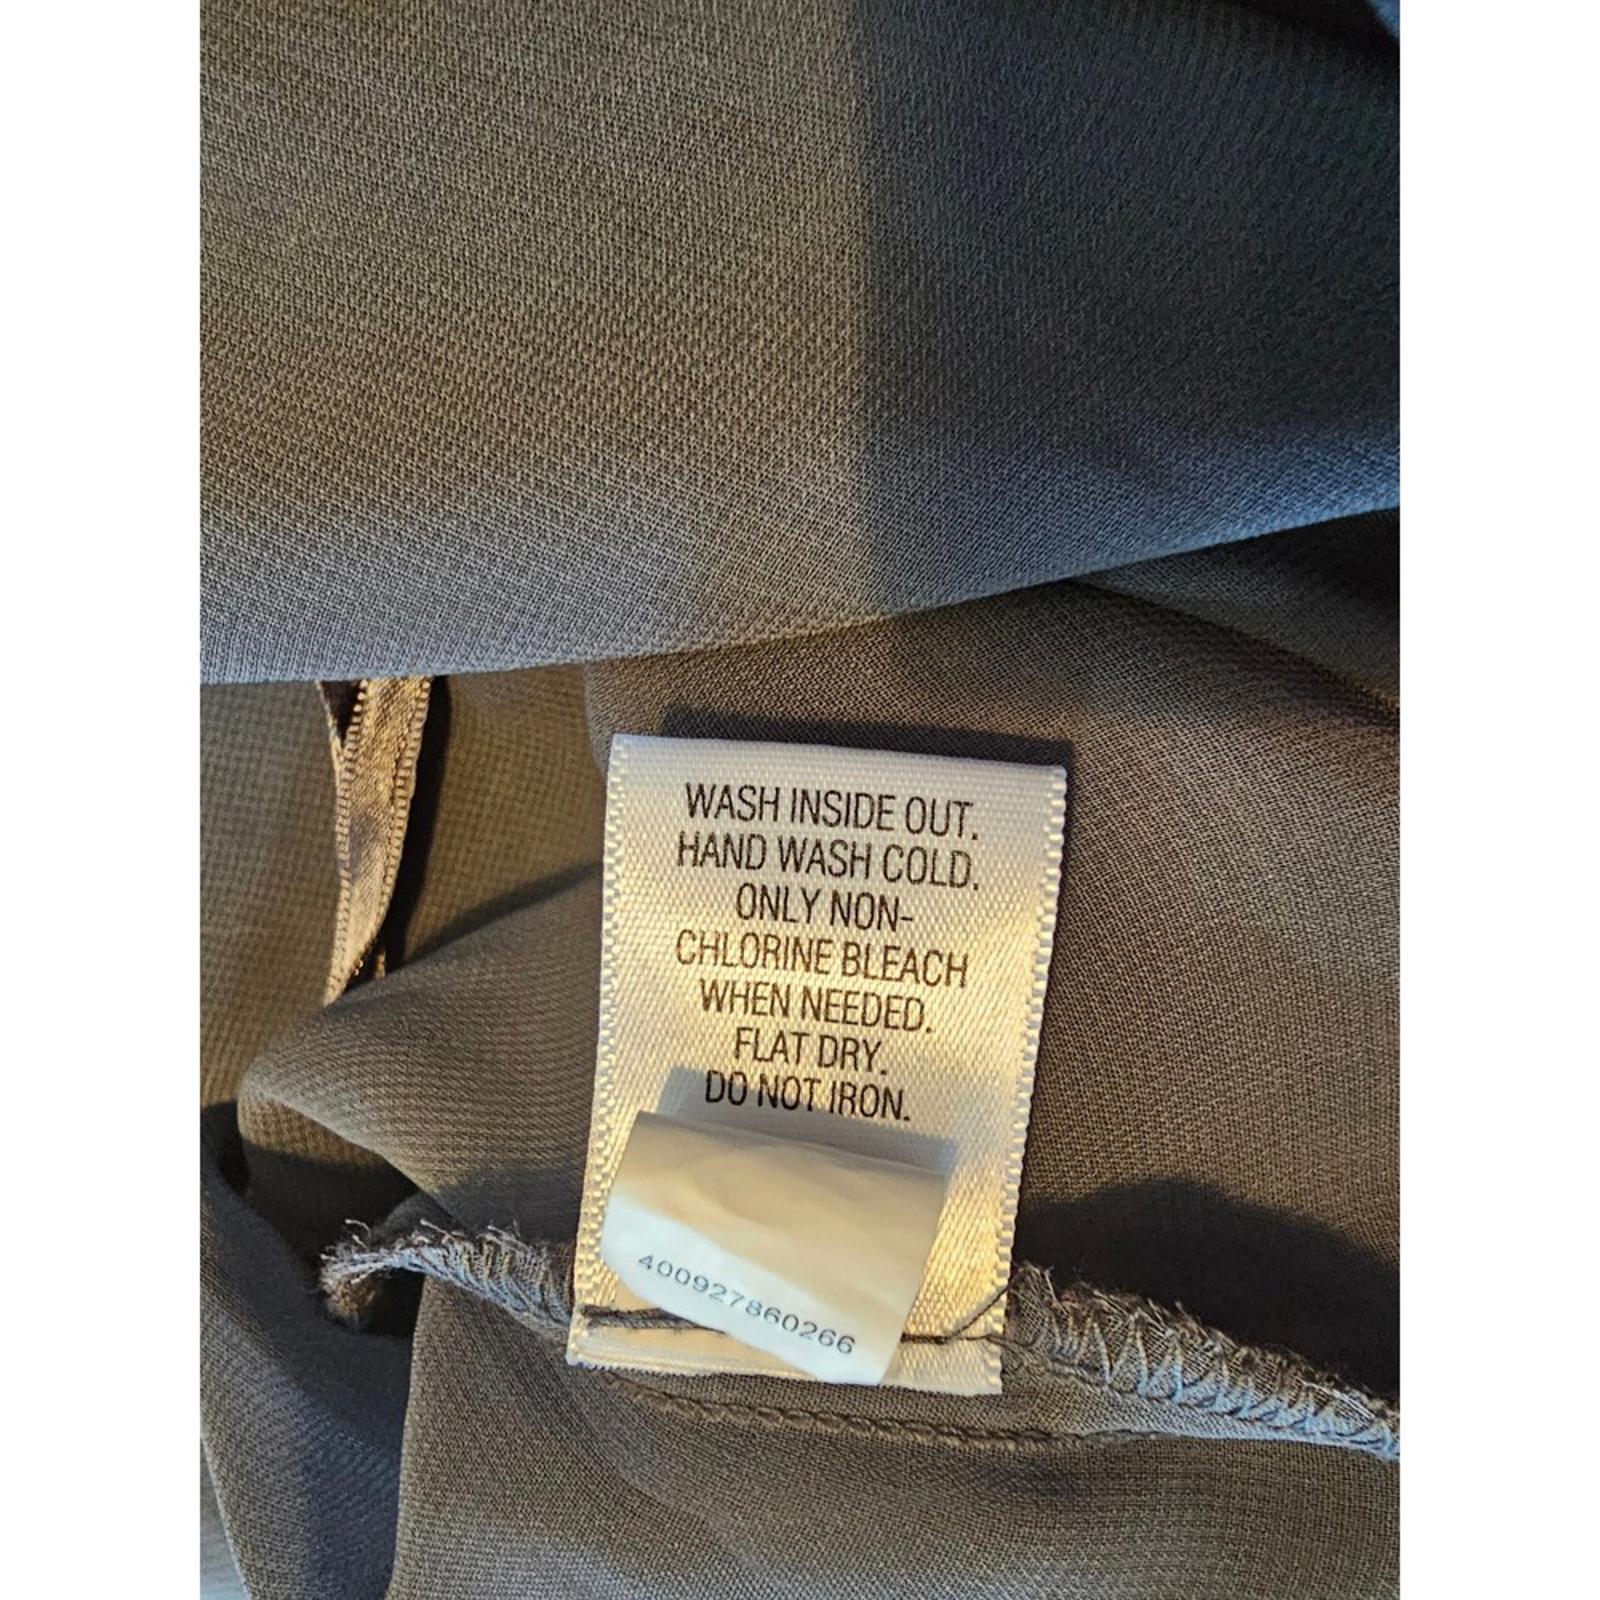 WASH INSIDE OUT.
HAND WASH COLD.
ONLY NON-
CHLORINE BLEACH
WHEN NEEDED.
FLAT DRY.
DO NOT IRON.
400927860266